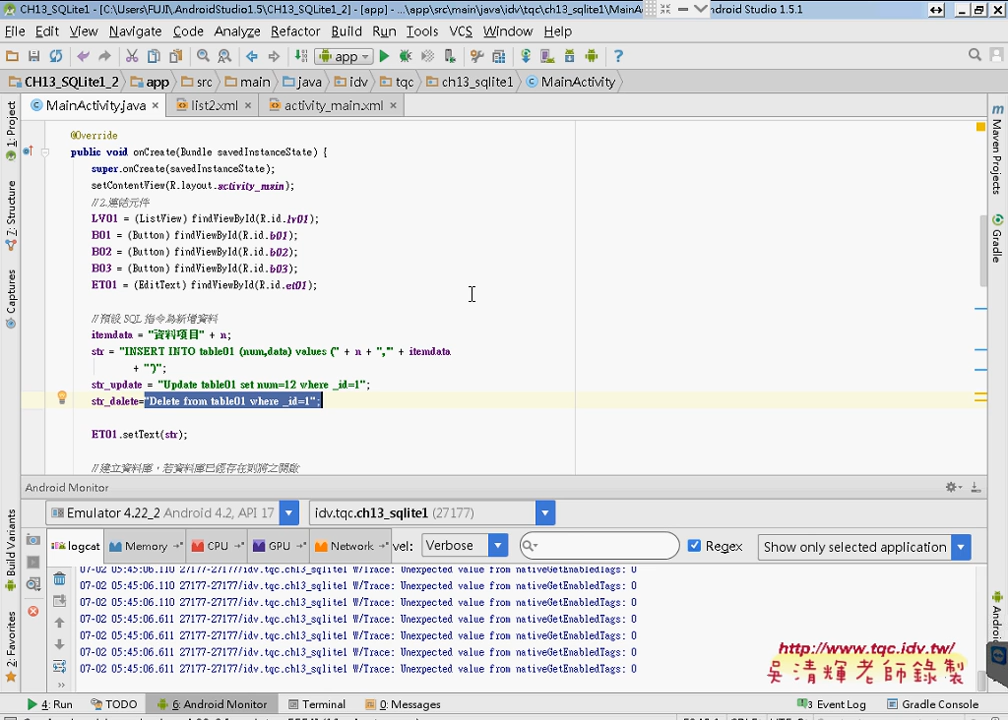 CH13_SQLite1_2 - [C:\Users\FUJI\.AndroidStudio1.5\CH13_SQLite1_2] - [app] - ...\app\src\main\java\idv\tqc\ch13_sqlite1\MainA
ndroid Studio 1.5.1
File Edit View Navigate Code Analyze Refactor Build Run Tools VCS Window Help
app
CH13_SQLite1_2 app src main java idv tqc ch13_sqlite1 MainActivity
MainActivity.java list2.xml activity_main.xml
1: Project
7: Structure
Captures
Build Variants
2: Favorites
Maven Projects
Gradle
@Override
public void onCreate(Bundle savedInstanceState) {
super.onCreate(savedInstanceState);
setContentView(R.layout.activity_main);
//2.連結元件
LV01 = (ListView) findViewById(R.id.lv01);
B01 = (Button) findViewById(R.id.b01);
B02 = (Button) findViewById(R.id.b02);
B03 = (Button) findViewById(R.id.b03);
ET01 = (EditText) findViewById(R.id.et01);
//預設 SQL 指令為新增資料
itemdata = "資料項目" + n;
str = "INSERT INTO table01 (num,data) values (" + n + ",'" + itemdata
+ "')";
str_update = "Update table01 set num=12 where _id=1";
str_dalete="Delete from table01 where _id=1";
ET01.setText(str);
//建立資料庫，若資料庫已經存在則將之開啟
Android Monitor
Emulator 4.22_2 Android 4.2, API 17 idv.tqc.ch13_sqlite1 (27177)
logcat Memory CPU GPU Network vel: Verbose Regex Show only selected application
07-02 05:45:06.110 27177-27177/idv.tqc.ch13_sqlite1 W/Trace: Unexpected value from nativeGetEnabledTags: 0
07-02 05:45:06.110 27177-27177/idv.tqc.ch13_sqlite1 W/Trace: Unexpected value from nativeGetEnabledTags: 0
07-02 05:45:06.110 27177-27177/idv.tqc.ch13_sqlite1 W/Trace: Unexpected value from nativeGetEnabledTags: 0
07-02 05:45:06.611 27177-27177/idv.tqc.ch13_sqlite1 W/Trace: Unexpected value from nativeGetEnabledTags: 0
07-02 05:45:06.611 27177-27177/idv.tqc.ch13_sqlite1 W/Trace: Unexpected value from nativeGetEnabledTags: 0
07-02 05:45:06.611 27177-27177/idv.tqc.ch13_sqlite1 W/Trace: Unexpected value from nativeGetEnabledTags: 0
07-02 05:45:06.611 27177-27177/idv.tqc.ch13_sqlite1 W/Trace: Unexpected value from nativeGetEnabledTags: 0
http://www.tqc.idv.tw/
吳清輝老師錄製
4: Run TODO 6: Android Monitor Terminal 0: Messages 3 Event Log Gradle Console